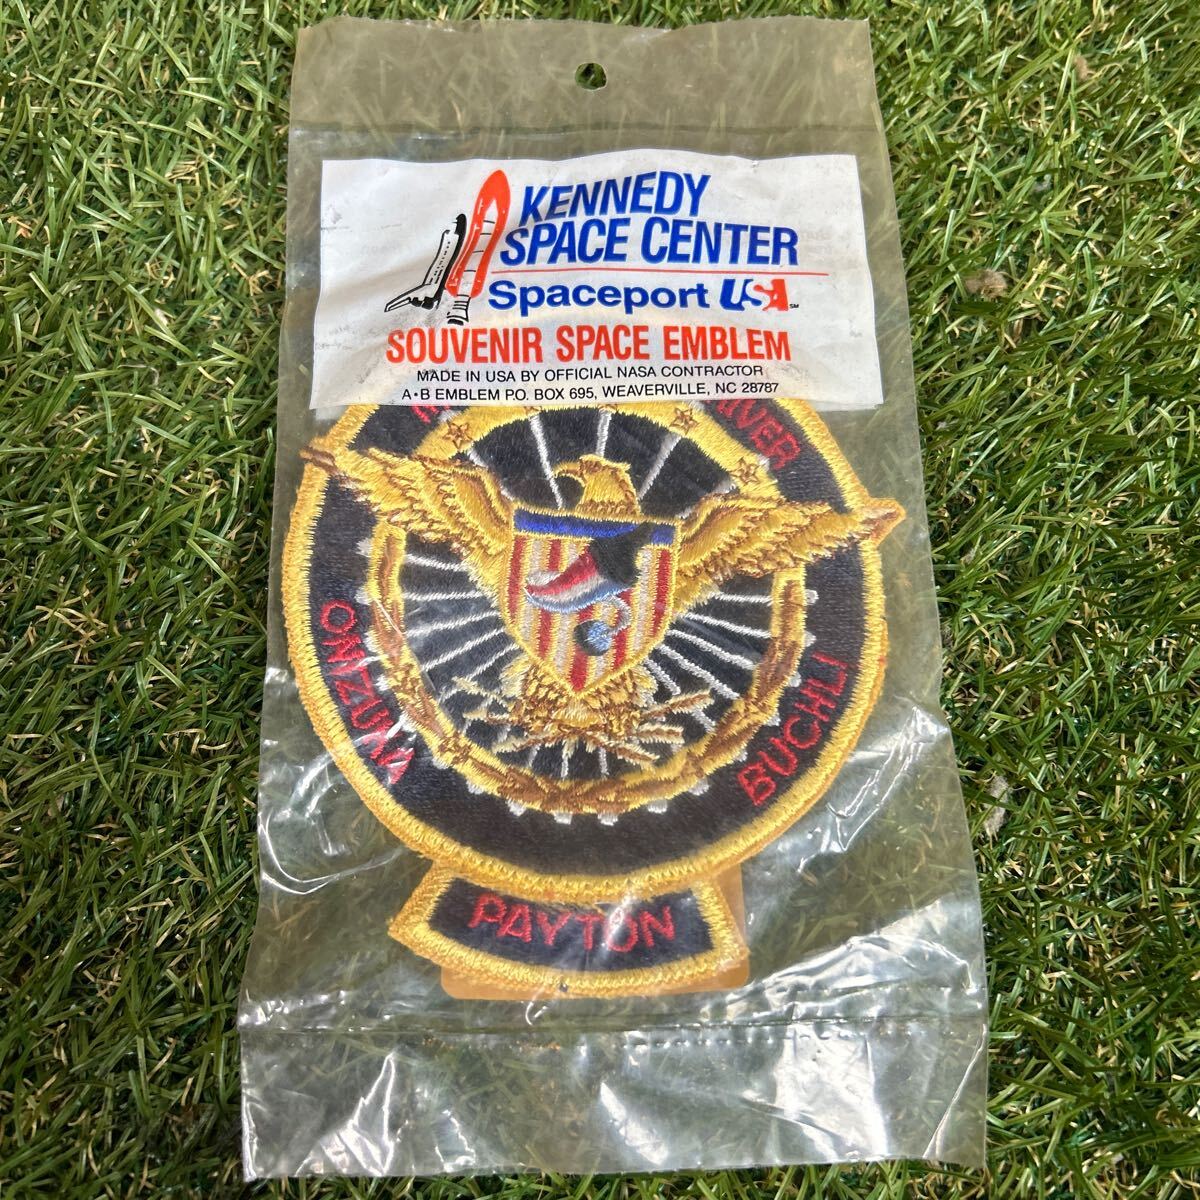 KENNEDY
SPACE CENTER
Spaceport USA SM
SOUVENIR SPACE EMBLEM
MADE IN USA BY OFFICIAL NASA CONTRACTOR
A•B EMBLEM P.O. BOX 695, WEAVERVILLE, NC 28787
ONIZUKA
BUCHLI
PAYTON